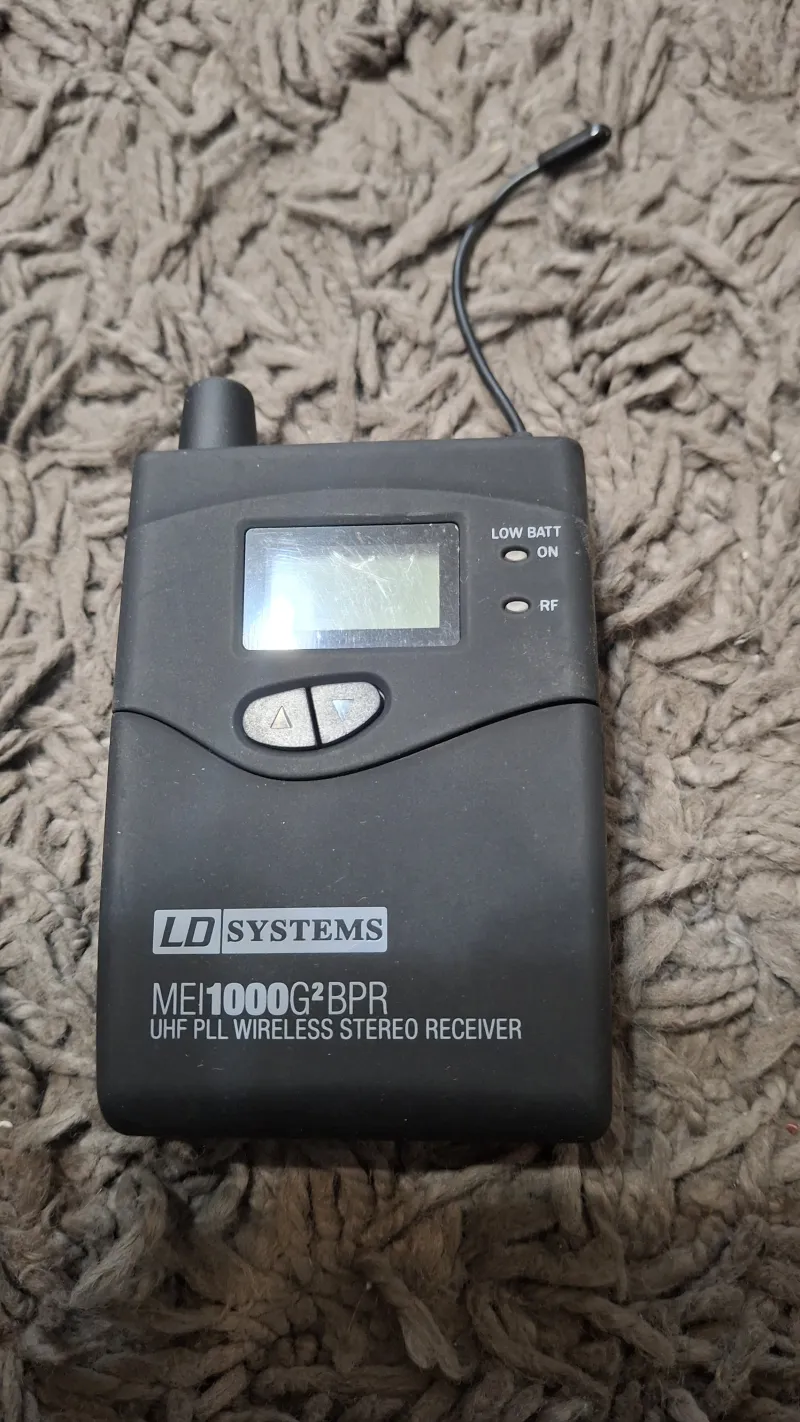 LOW BATT
ON
RF
LD SYSTEMS
MEI1000G²BPR
UHF PLL WIRELESS STEREO RECEIVER